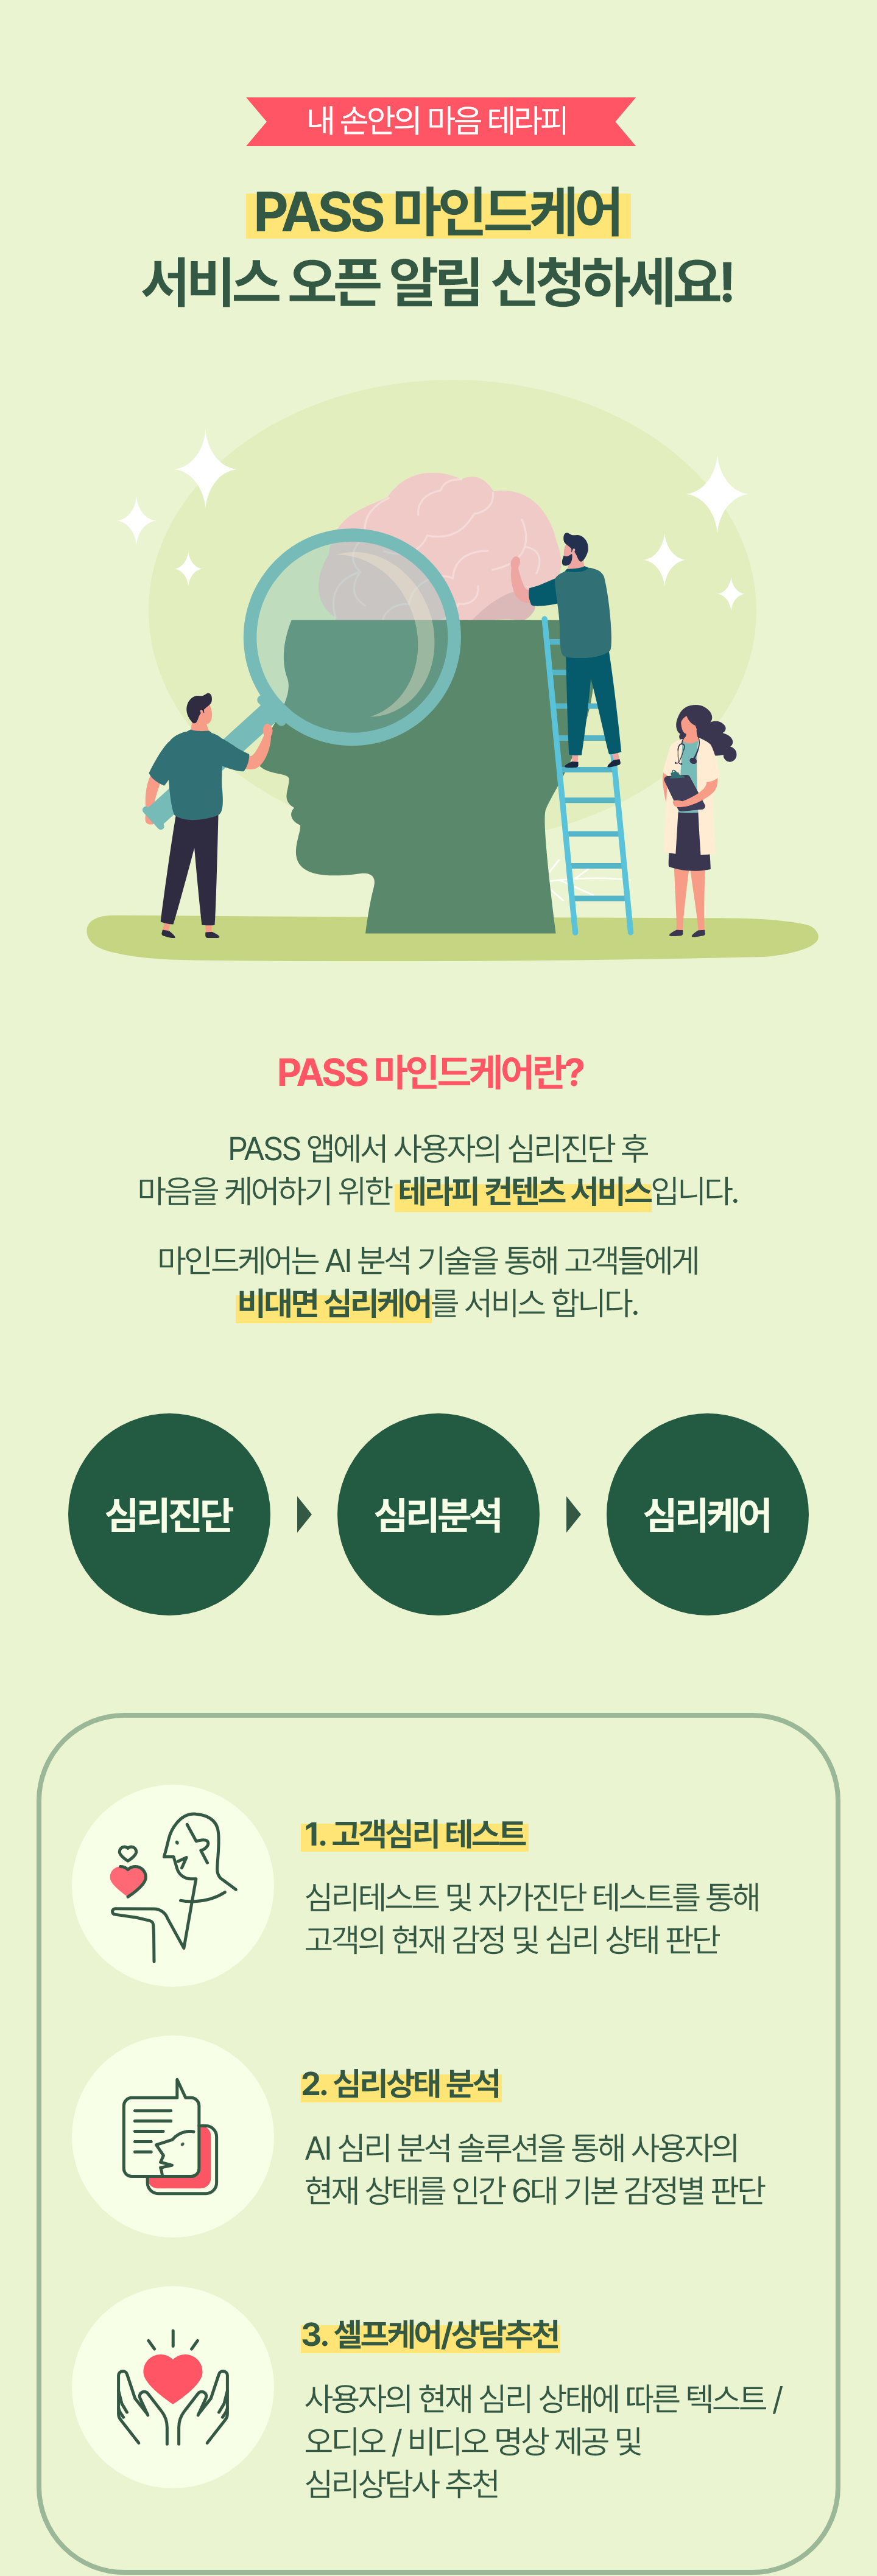 내 손안의 마음 테라피
PASS 마인드케어
서비스 오픈 알림 신청하세요!
PASS 마인드케어란?
PASS 앱에서 사용자의 심리진단 후
마음을 케어하기 위한 테라피 컨텐츠 서비스입니다.
마인드케어는 AI 분석 기술을 통해 고객들에게
비대면 심리케어를 서비스 합니다.
심리진단
심리분석
심리케어
1. 고객심리 테스트
심리테스트 및 자가진단 테스트를 통해
고객의 현재 감정 및 심리 상태 판단
2. 심리상태 분석
AI 심리 분석 솔루션을 통해 사용자의
현재 상태를 인간 6대 기본 감정별 판단
3. 셀프케어/상담추천
사용자의 현재 심리 상태에 따른 텍스트 /
오디오 / 비디오 명상 제공 및
심리상담사 추천